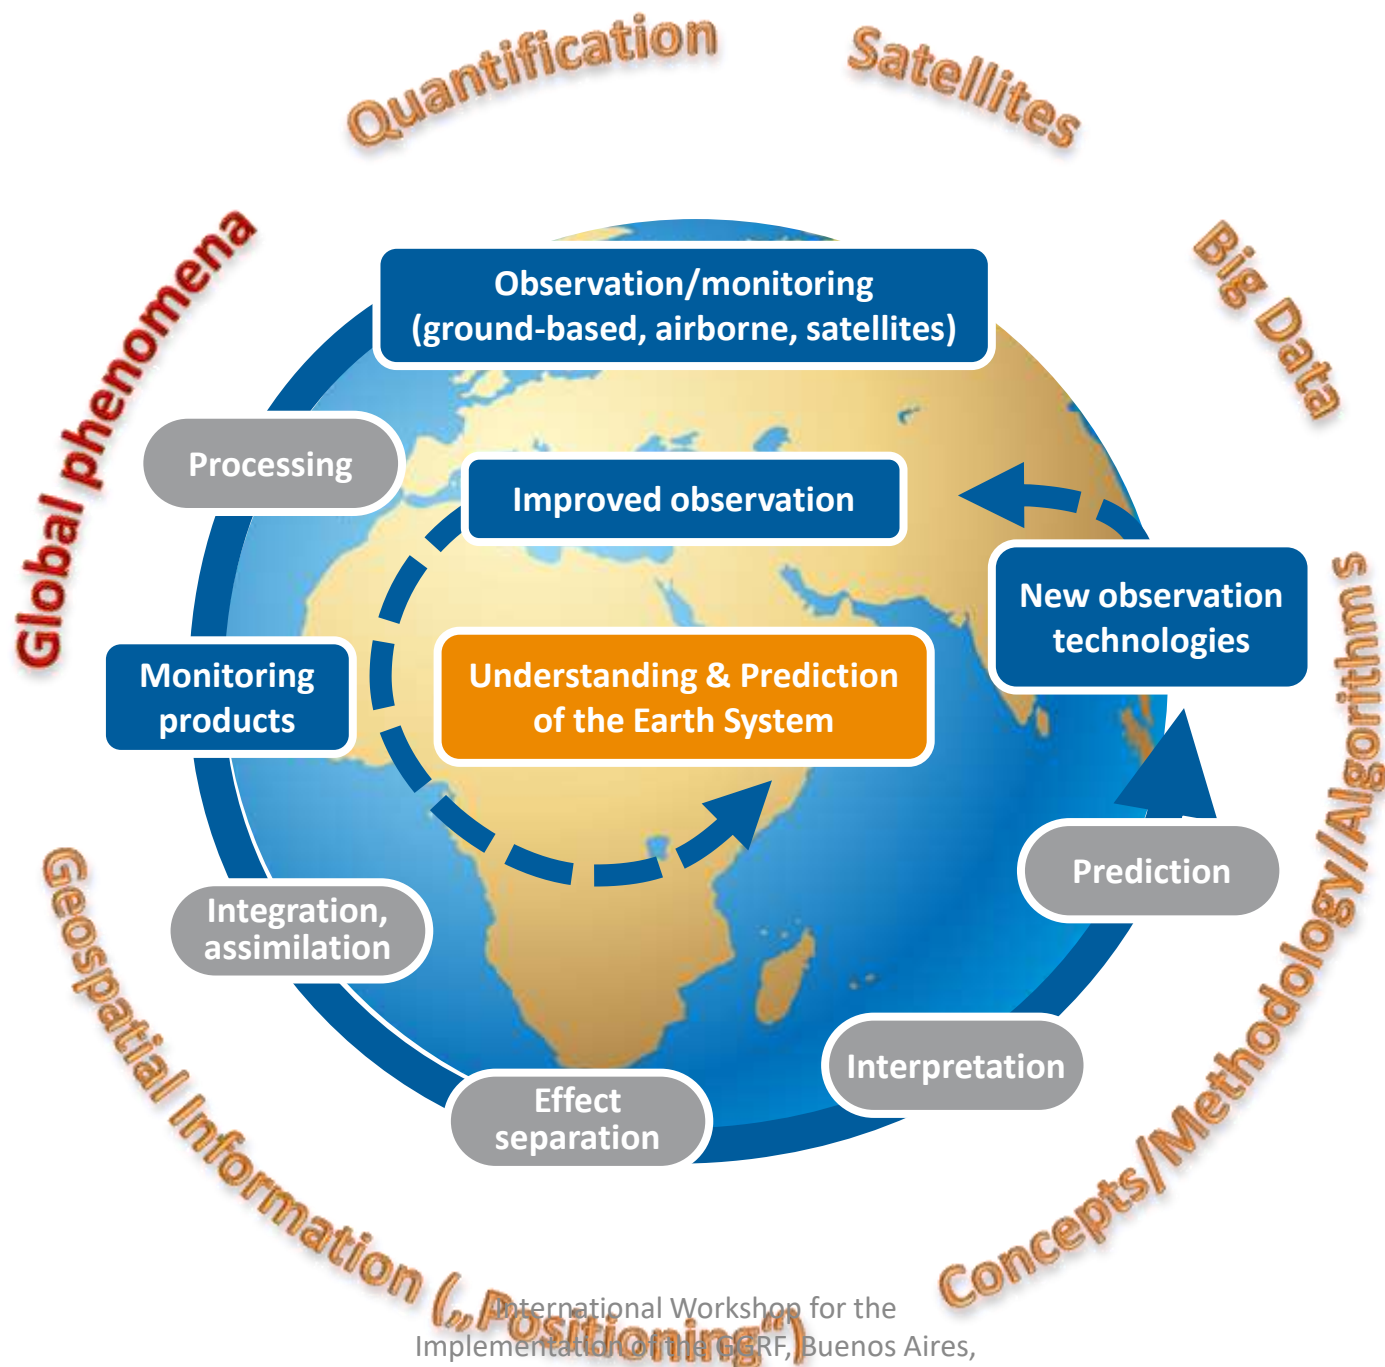 Quantification
Satellites
Big Data
Global phenomena
Observation/monitoring
(ground-based, airborne, satellites)
Processing
Improved observation
New observation
technologies
Monitoring
products
Understanding & Prediction
of the Earth System
Prediction
Integration,
assimilation
Interpretation
Effect
separation
Concepts/Methodology/Algorithms
Geospatial Information („Positioning“)
International Workshop for the
Implementation of the GGRF, Buenos Aires,